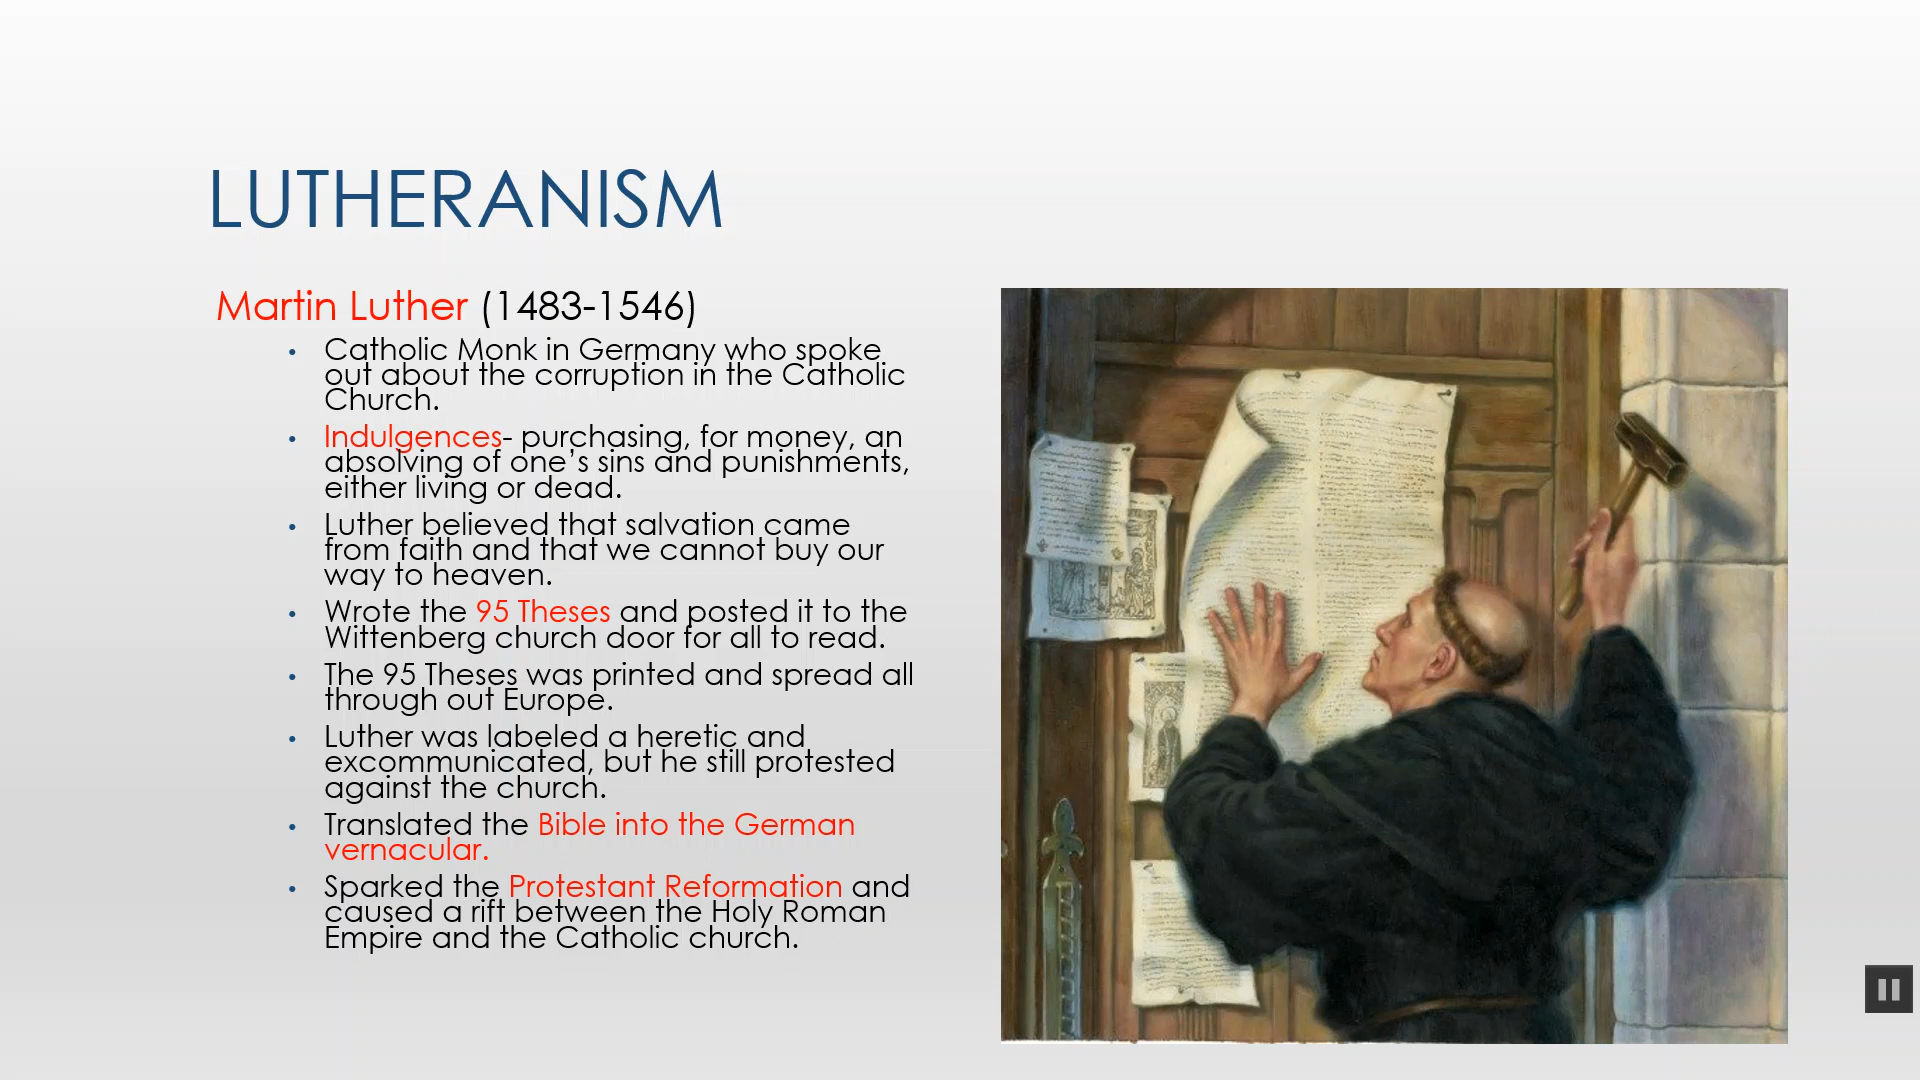 LUTHERANISM
Martin Luther (1483-1546)
• Catholic Monk in Germany who spoke
out about the corruption in the Catholic
Church.
• Indulgences- purchasing, for money, an
absolving of one’s sins and punishments,
either living or dead.
• Luther believed that salvation came
from faith and that we cannot buy our
way to heaven.
• Wrote the 95 Theses and posted it to the
Wittenberg church door for all to read.
• The 95 Theses was printed and spread all
through out Europe.
• Luther was labeled a heretic and
excommunicated, but he still protested
against the church.
• Translated the Bible into the German
vernacular.
• Sparked the Protestant Reformation and
caused a rift between the Holy Roman
Empire and the Catholic church.